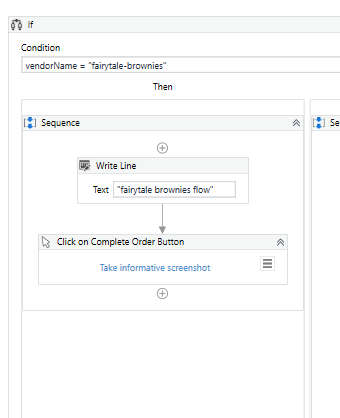 If
Condition
vendorName = "fairytale-brownies"
Then
Sequence
Se
Write Line
Text "fairytale brownies flow"
Click on Complete Order Button
Take informative screenshot